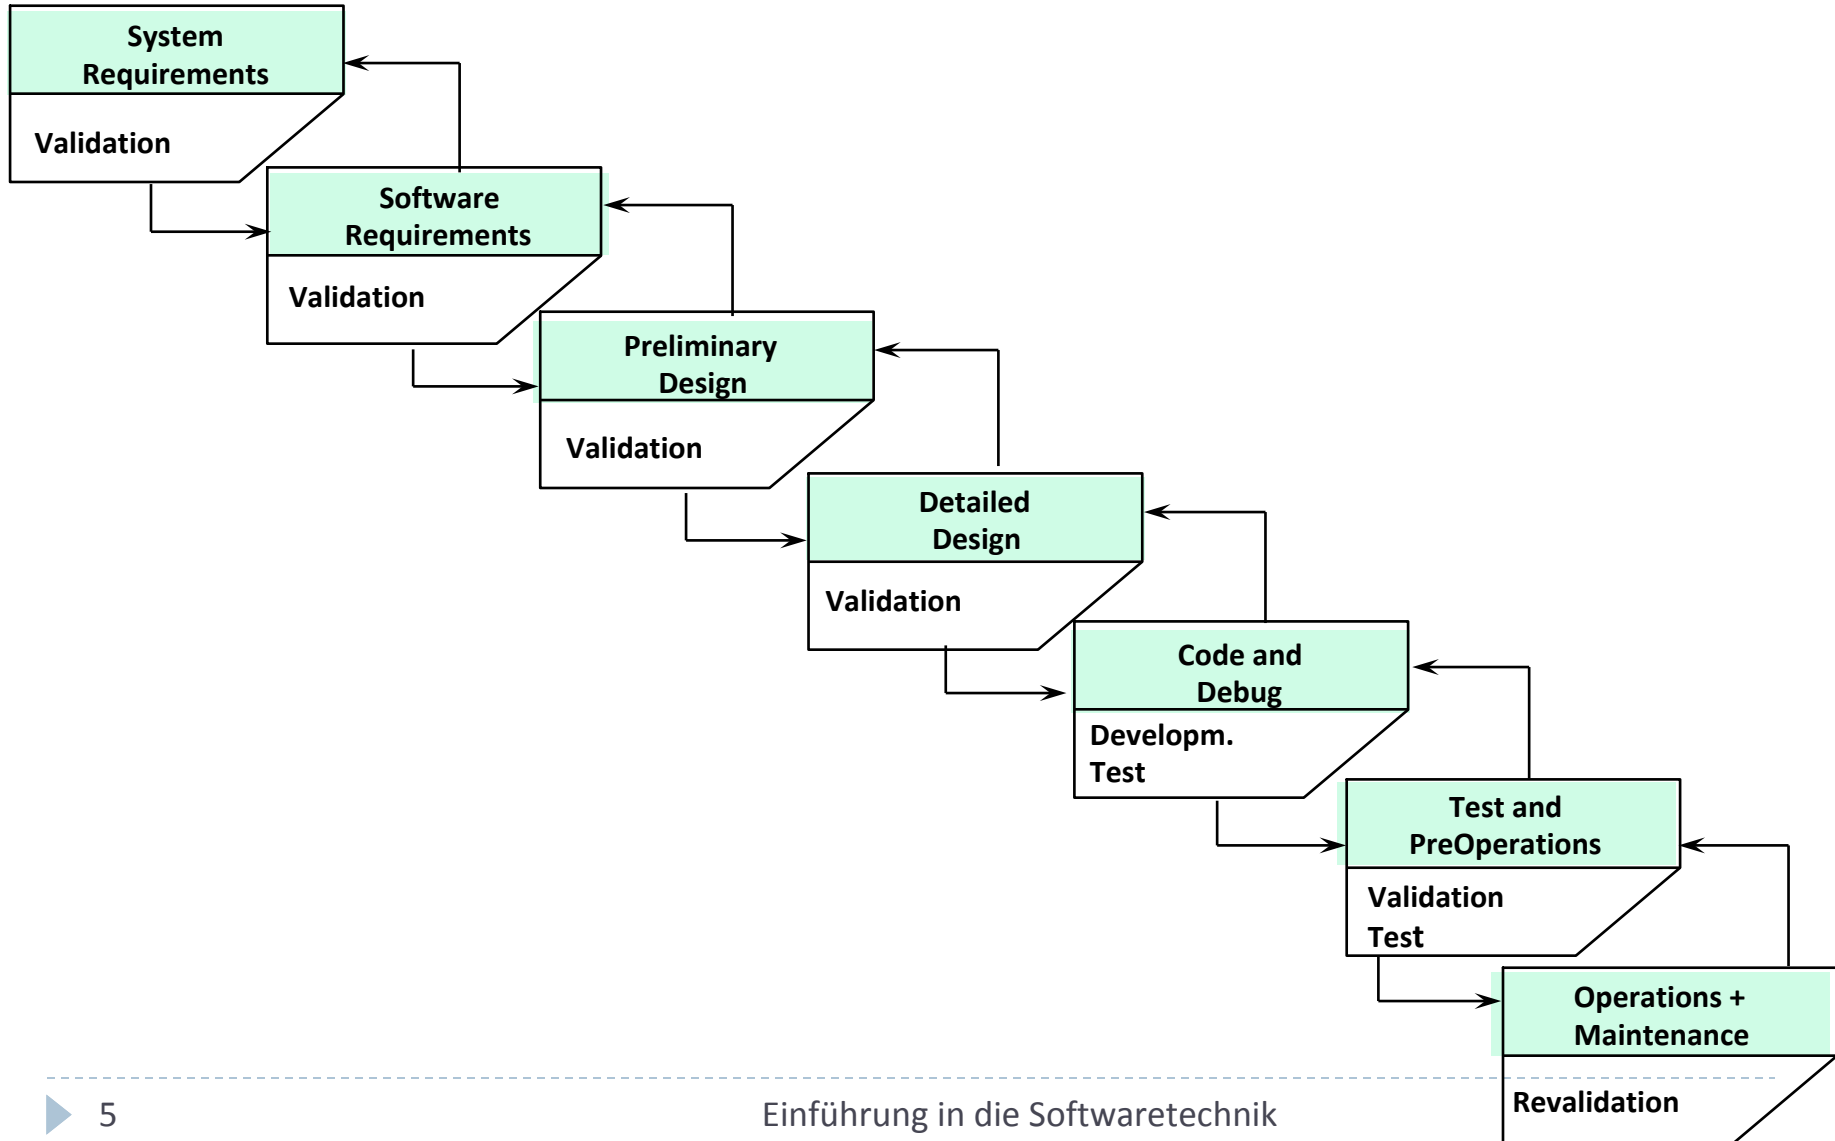 System
Requirements
Validation
Software
Requirements
Validation
Preliminary
Design
Validation
Detailed
Design
Validation
Code and
Debug
Developm.
Test
Test and
PreOperations
Validation
Test
Operations +
Maintenance
Revalidation
5
Einführung in die Softwaretechnik